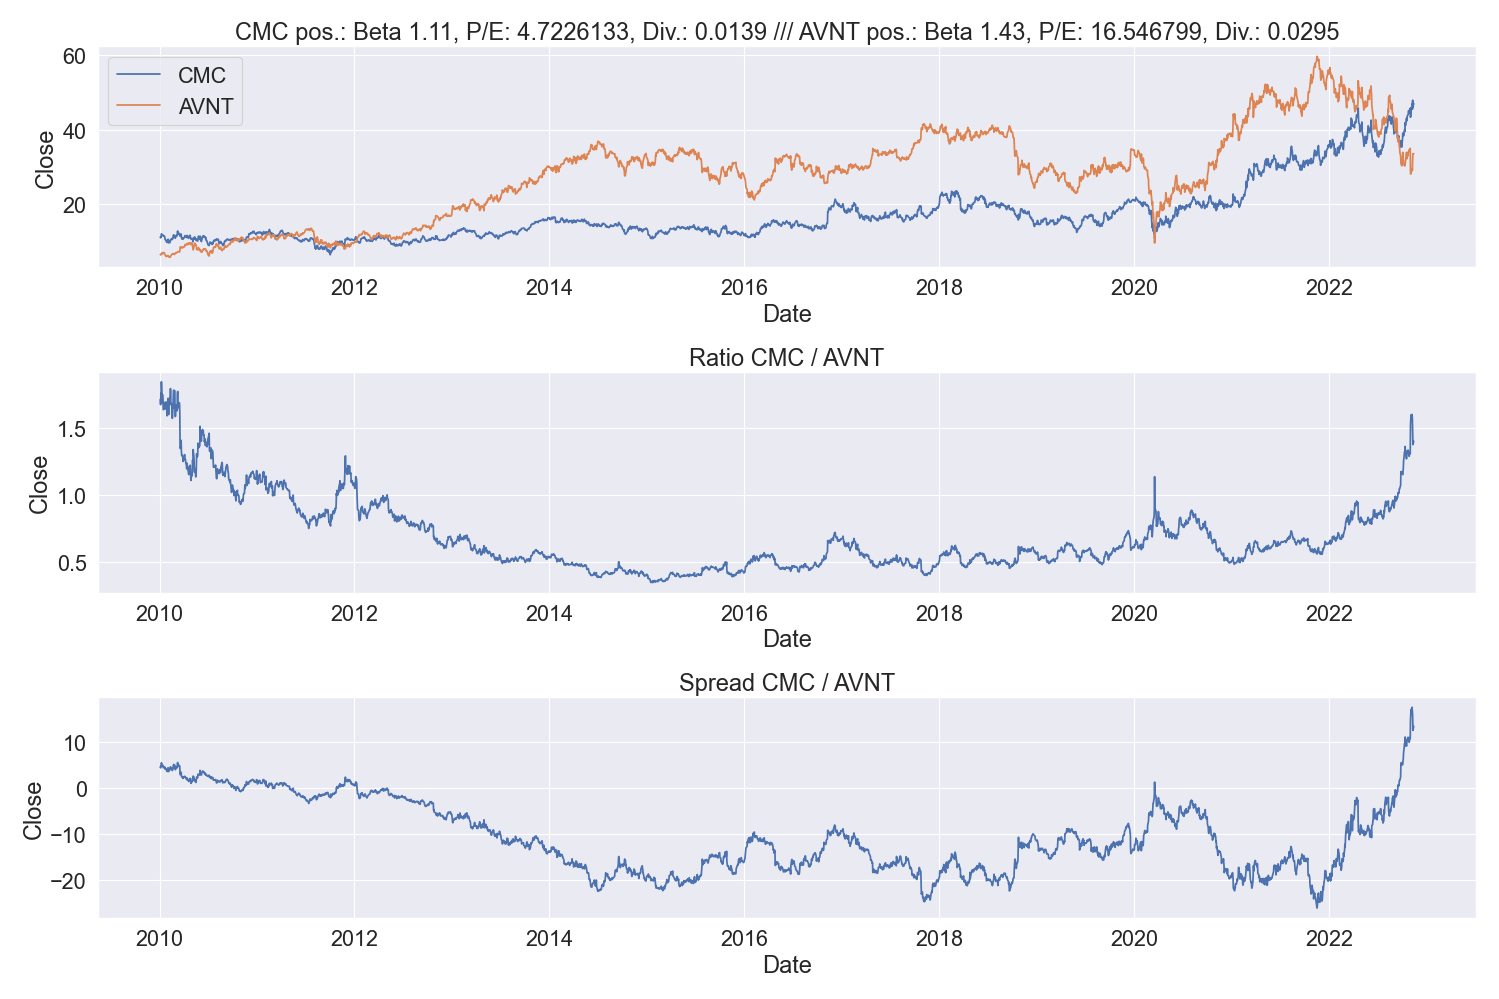 CMC pos.: Beta 1.11, P/E: 4.7226133, Div.: 0.0139 /// AVNT pos.: Beta 1.43, P/E: 16.546799, Div.: 0.0295
CMC
AVNT
Close
60
40
20
2010 2012 2014 2016 2018 2020 2022
Date
Ratio CMC / AVNT
Close
1.5
1.0
0.5
2010 2012 2014 2016 2018 2020 2022
Date
Spread CMC / AVNT
Close
10
0
−10
−20
2010 2012 2014 2016 2018 2020 2022
Date